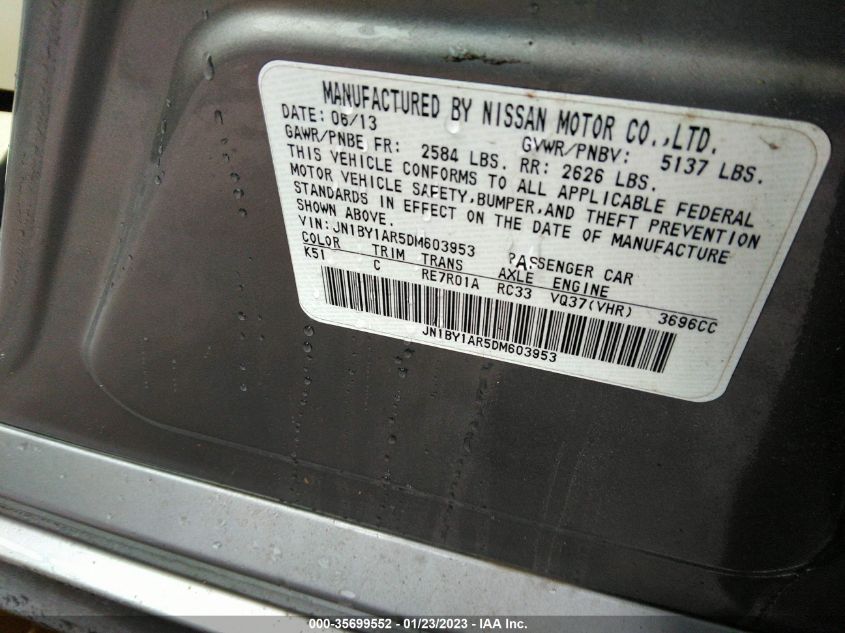 MANUFACTURED BY NISSAN MOTOR CO.,LTD.
DATE: 06/13 GVWR/PNBV: 5137 LBS.
GAWR/PNBE FR: 2584 LBS. RR: 2626 LBS.
THIS VEHICLE CONFORMS TO ALL APPLICABLE FEDERAL
MOTOR VEHICLE SAFETY,BUMPER,AND THEFT PREVENTION
STANDARDS IN EFFECT ON THE DATE OF MANUFACTURE
SHOWN ABOVE.
VIN: JN1BY1AR5DM603953 PASSENGER CAR
COLOR TRIM TRANS AXLE ENGINE
K51 C RE7R01A RC33 VQ37(VHR) 3696CC
JN1BY1AR5DM603953
000-35699552 - 01/23/2023 - IAA Inc.